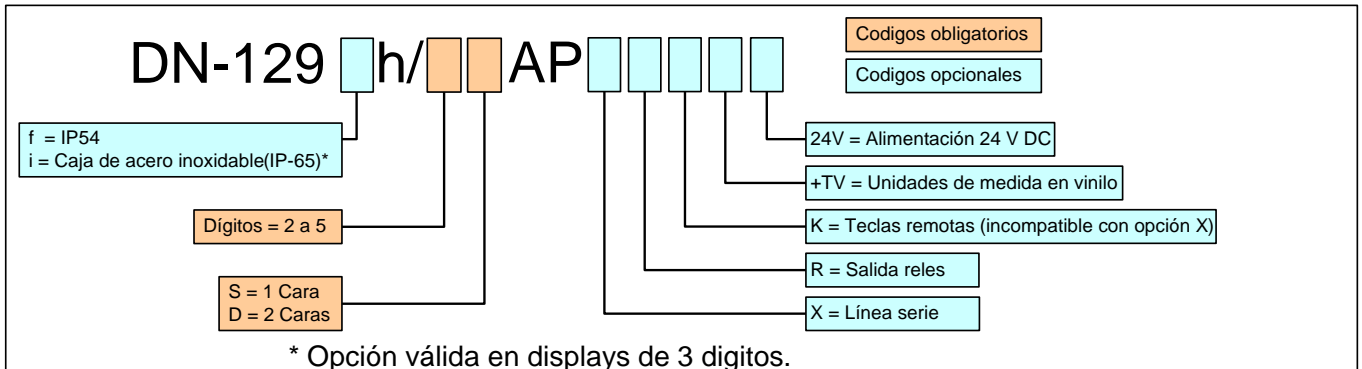 DN-129 h/ AP
Codigos obligatorios
Codigos opcionales
f = IP54
i = Caja de acero inoxidable(IP-65)*
Dígitos = 2 a 5
S = 1 Cara
D = 2 Caras
24V = Alimentación 24 V DC
+TV = Unidades de medida en vinilo
K = Teclas remotas (incompatible con opción X)
R = Salida reles
X = Línea serie
* Opción válida en displays de 3 digitos.